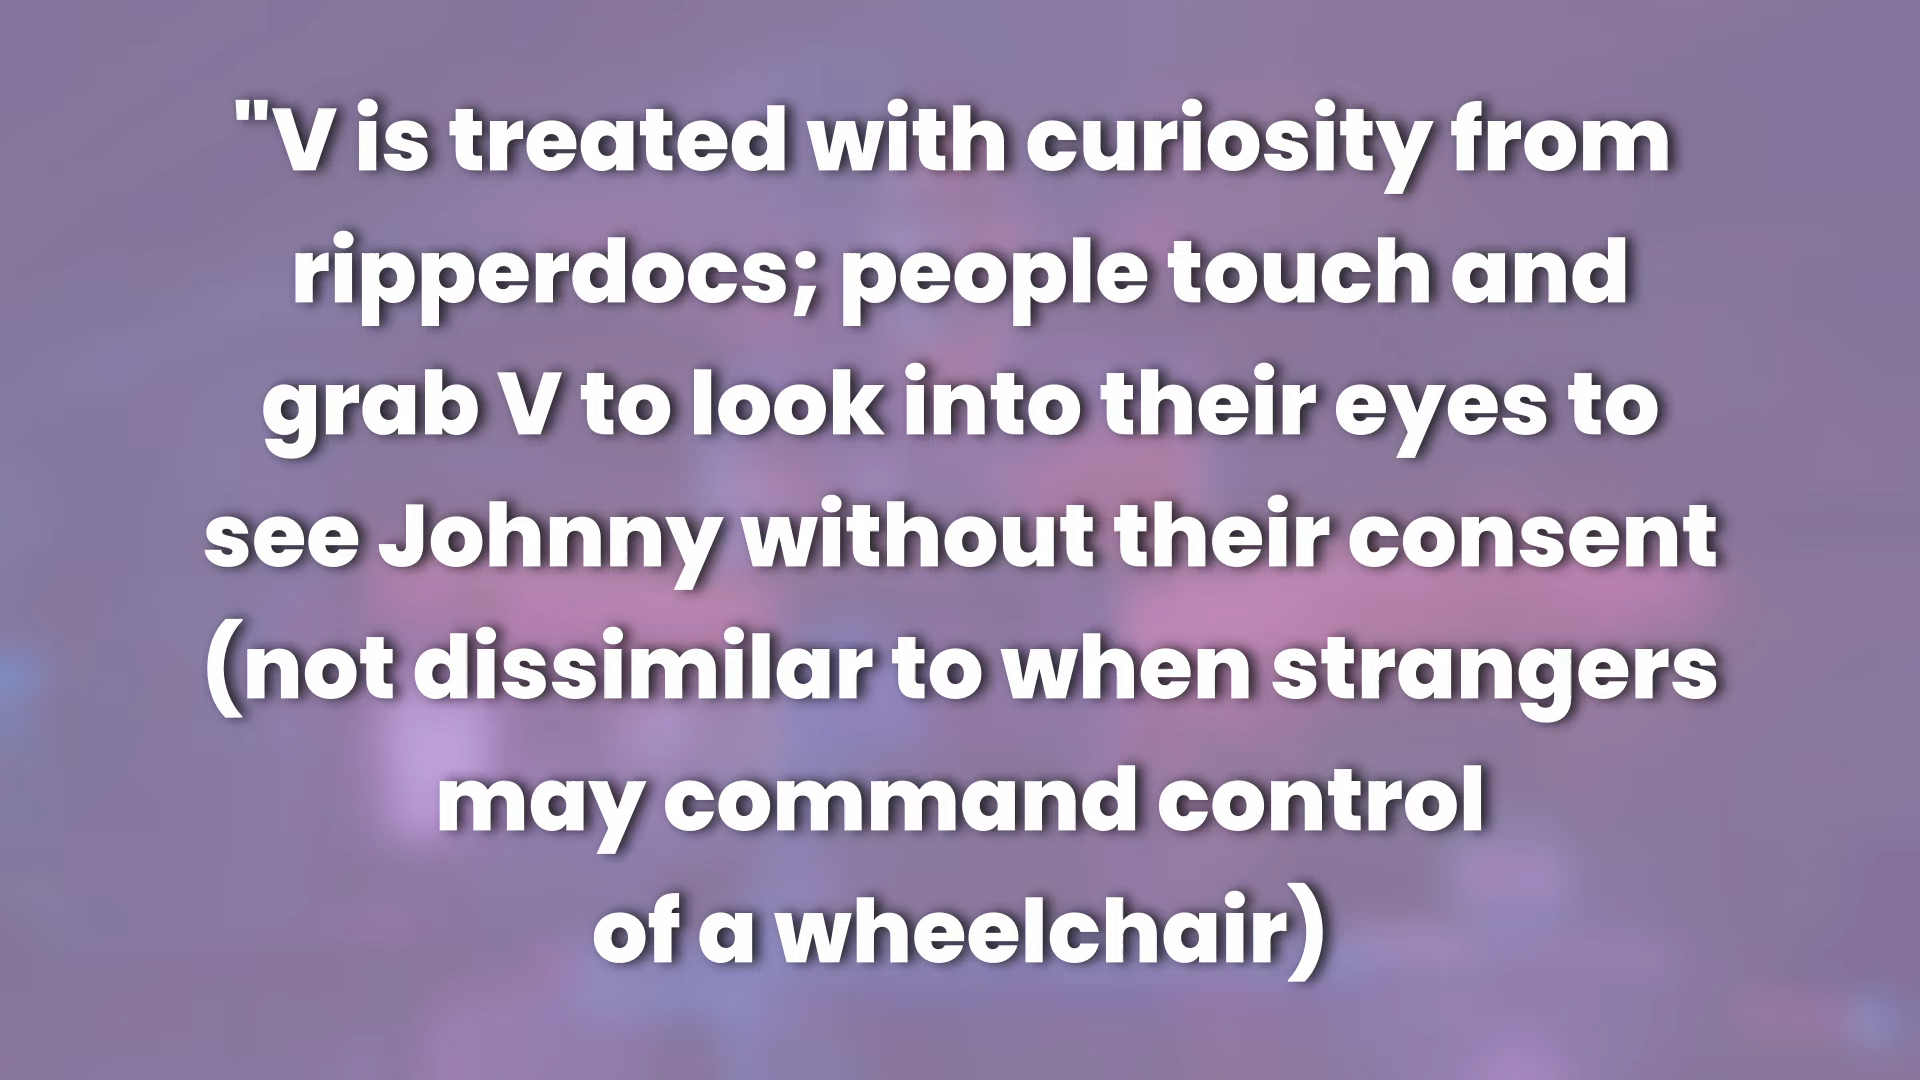 "V is treated with curiosity from
ripperdocs; people touch and
grab V to look into their eyes to
see Johnny without their consent
(not dissimilar to when strangers
may command control
of a wheelchair)